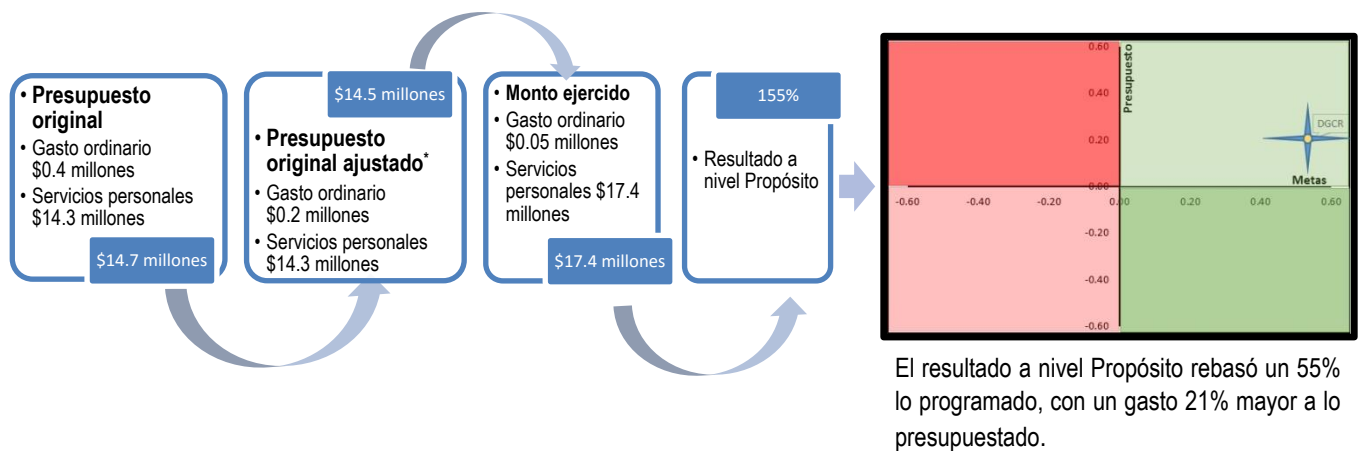 • Presupuesto
original
• Gasto ordinario
$0.4 millones
• Servicios personales
$14.3 millones
$14.7 millones
$14.5 millones
• Presupuesto
original ajustado*
• Gasto ordinario
$0.2 millones
• Servicios personales
$14.3 millones
• Monto ejercido
• Gasto ordinario
$0.05 millones
• Servicios
personales $17.4
millones
$17.4 millones
155%
• Resultado a
nivel Propósito
Presupuesto
0.60
0.40
0.20
0.00
-0.20
-0.40
-0.60
-0.60 -0.40 -0.20 0.00 0.20 0.40 0.60
DGCR
Metas
El resultado a nivel Propósito rebasó un 55%
lo programado, con un gasto 21% mayor a lo
presupuestado.